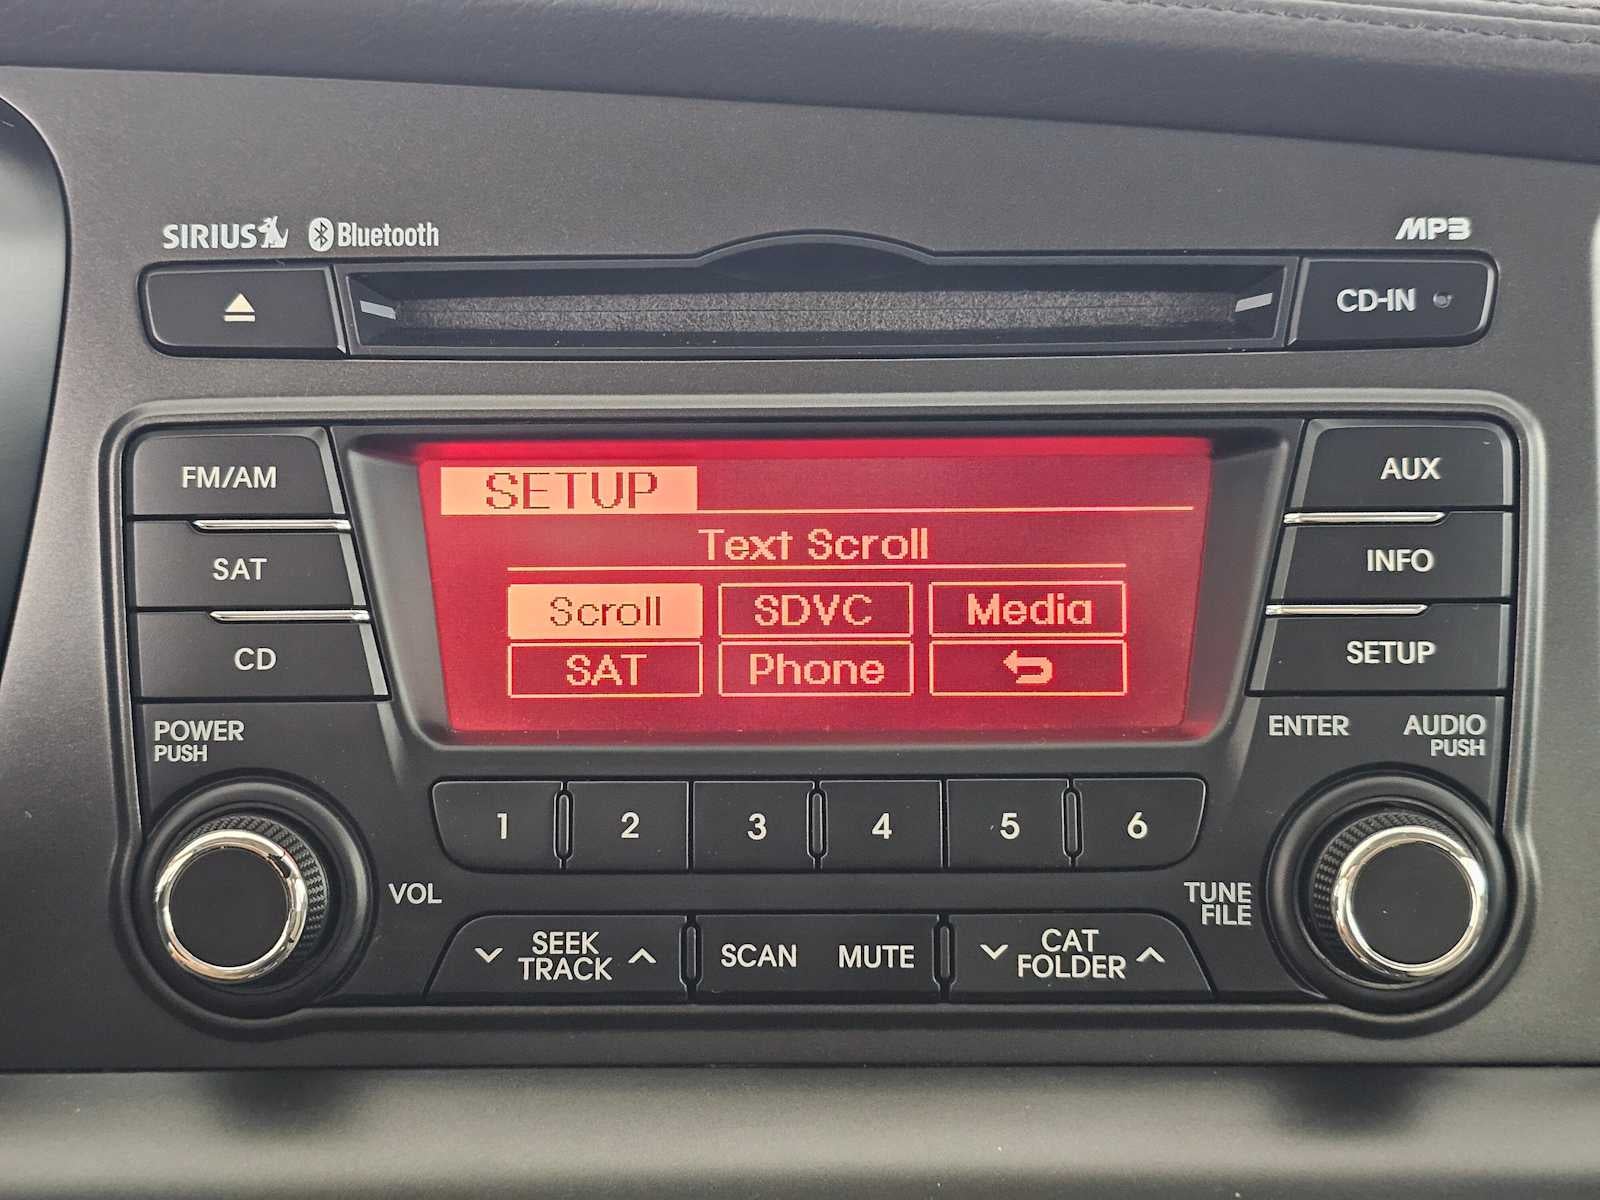 SIRIUS Bluetooth MP3
CD-IN
FM/AM
SAT
CD
SETUP
Text Scroll
Scroll SDVC Media
SAT Phone
AUX
INFO
SETUP
POWER
PUSH
ENTER AUDIO
PUSH
1 2 3 4 5 6
VOL
TUNE
FILE
SEEK
TRACK
SCAN MUTE
CAT
FOLDER